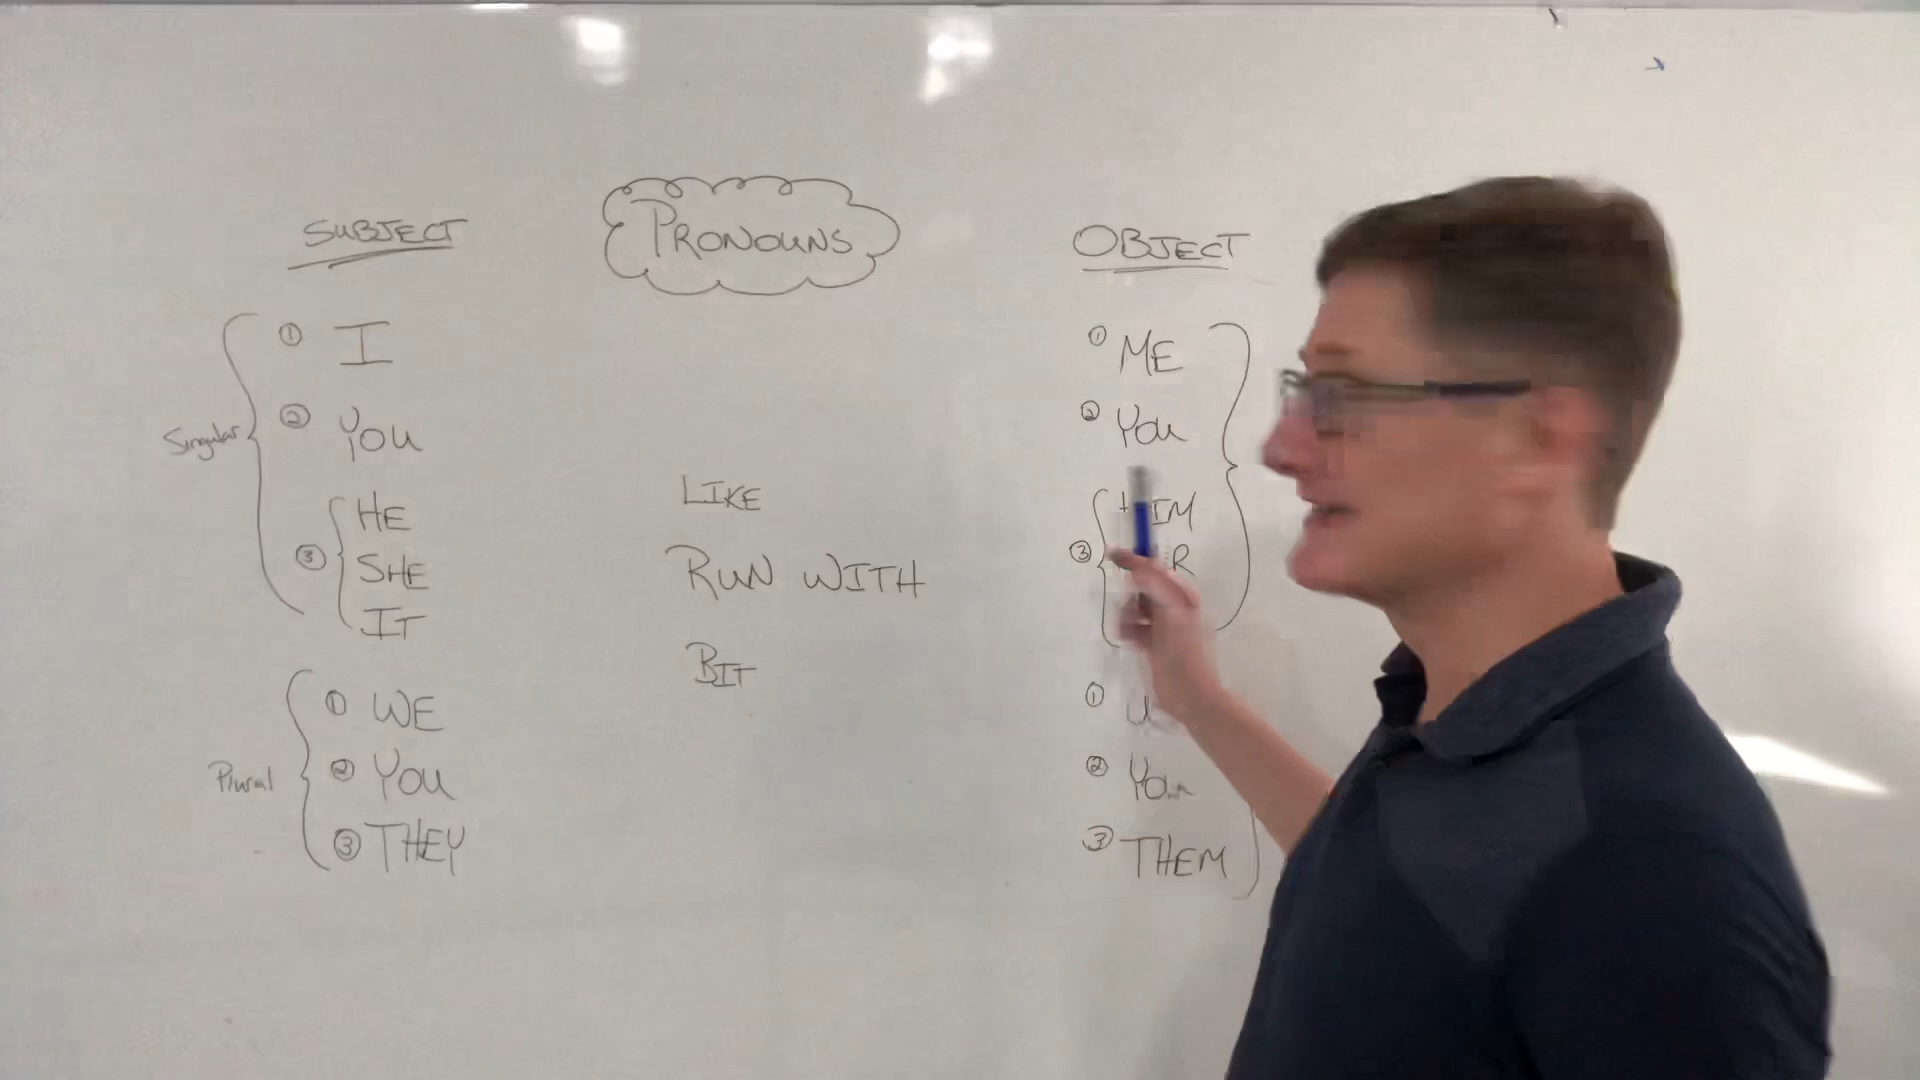 PRONOUNS
SUBJECT
Singular
① I
② YOU
③ HE
SHE
IT
Plural
① WE
② YOU
③ THEY
LIKE
RUN WITH
BIT
OBJECT
① ME
② YOU
③
①
② YOU
③ THEM